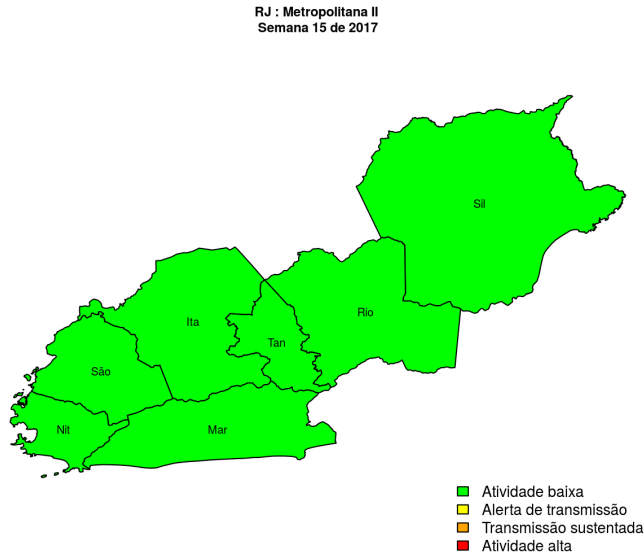 RJ : Metropolitana II
Semana 15 de 2017
Sil
Rio
Ita
Tan
São
Nit
Mar
Atividade baixa
Alerta de transmissão
Transmissão sustentada
Atividade alta